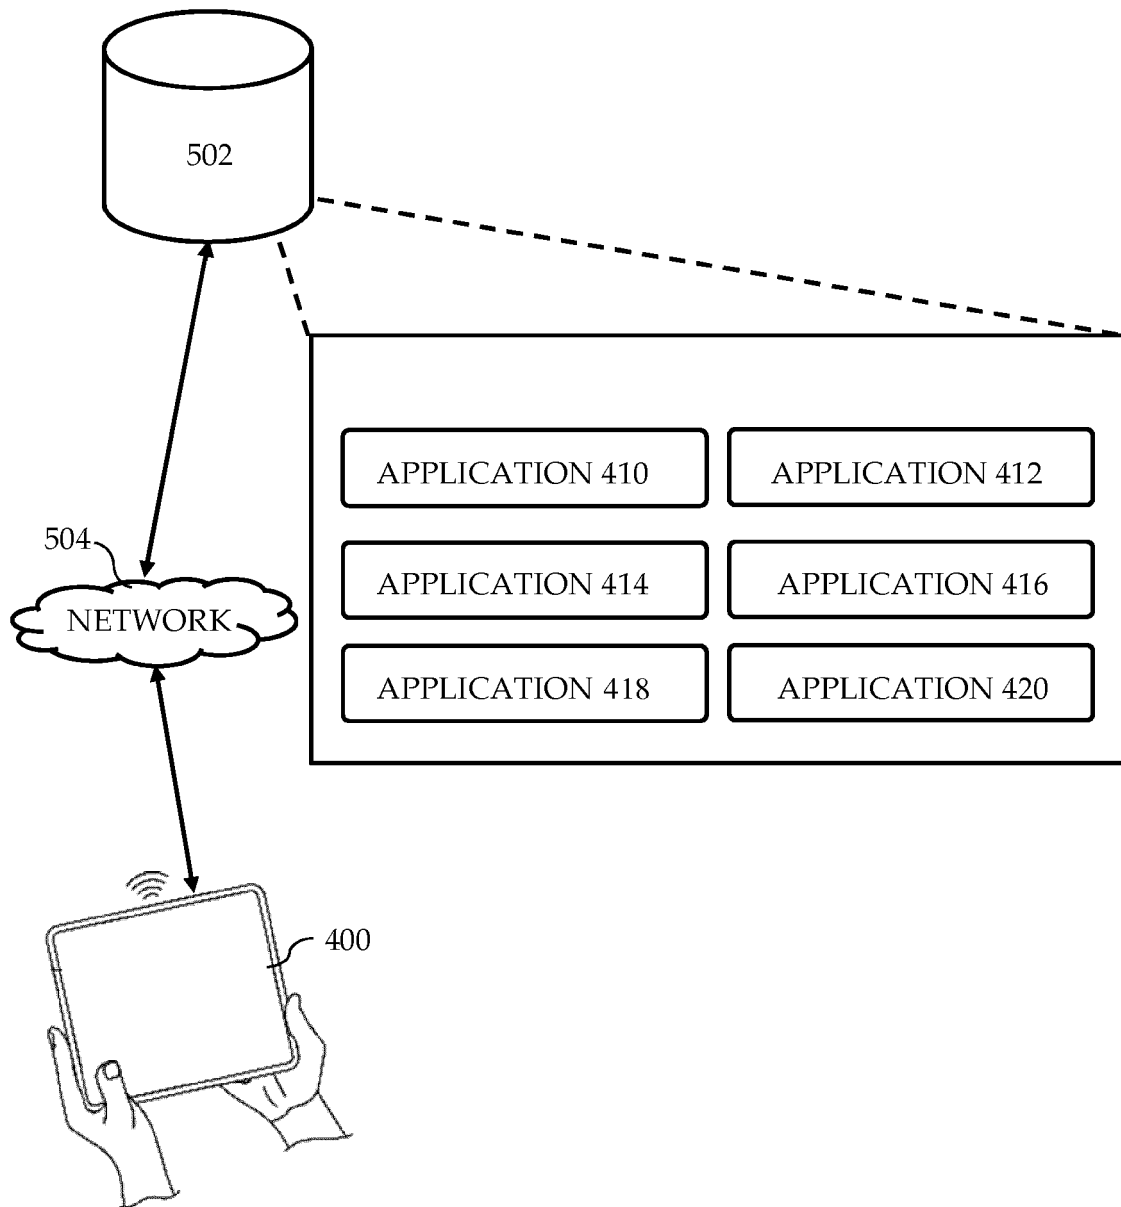 502
APPLICATION 410
APPLICATION 412
504
APPLICATION 414
APPLICATION 416
NETWORK
APPLICATION 418
APPLICATION 420
400